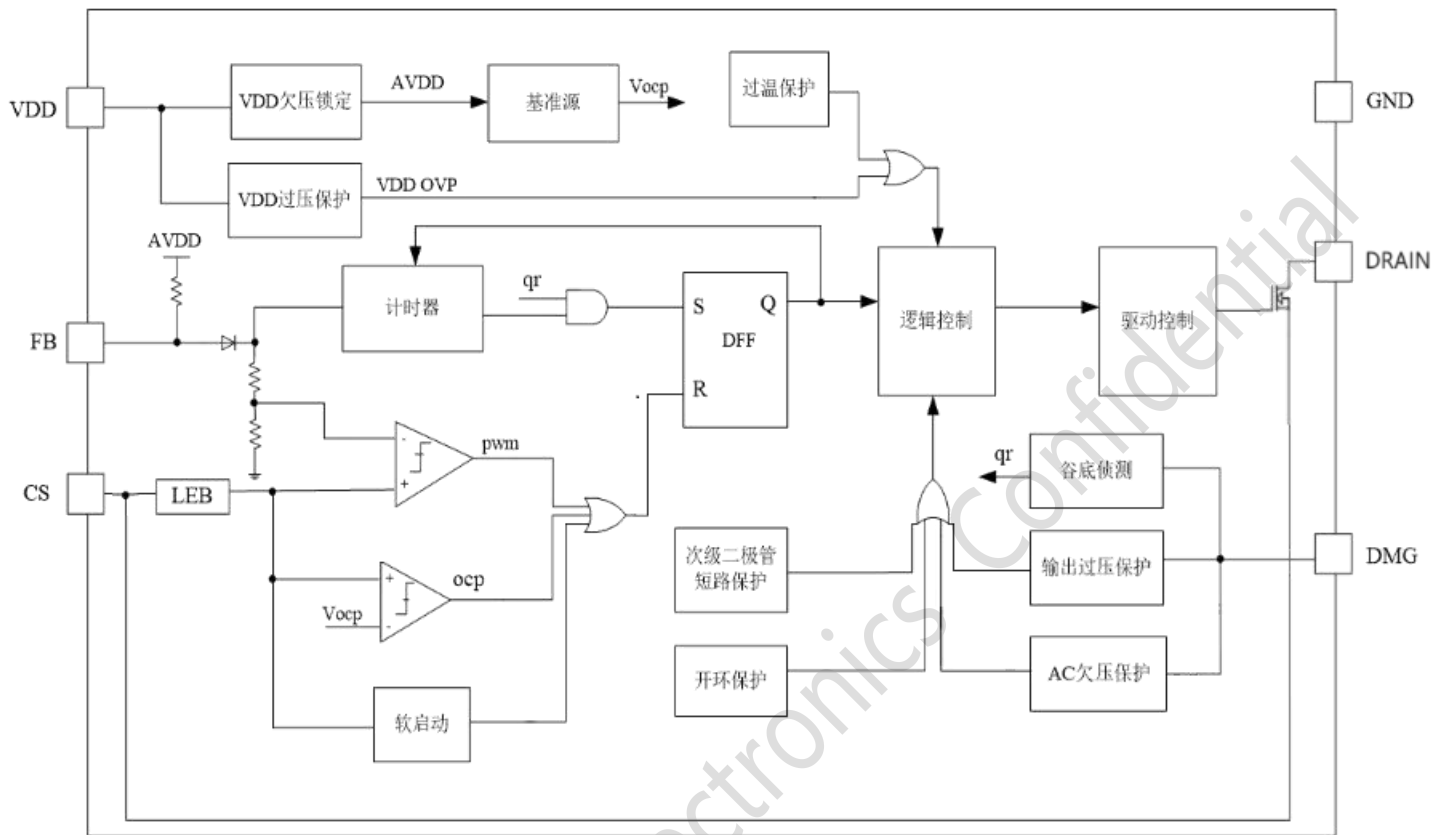 VDD
VDD欠压锁定
AVDD
基准源
Vocp
过温保护
GND
VDD过压保护
VDD OVP
AVDD
FB
计时器
qr
S
Q
DFF
R
逻辑控制
驱动控制
DRAIN
CS
LEB
-
+
pwm
+
-
Vocp
ocp
软启动
次级二极管
短路保护
开环保护
qr
谷底侦测
输出过压保护
AC欠压保护
DMG
ectronics Confidential